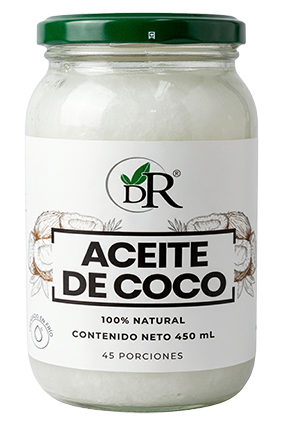 DR®
ACEITE
DE COCO
100% NATURAL
CONTENIDO NETO 450 mL
45 PORCIONES